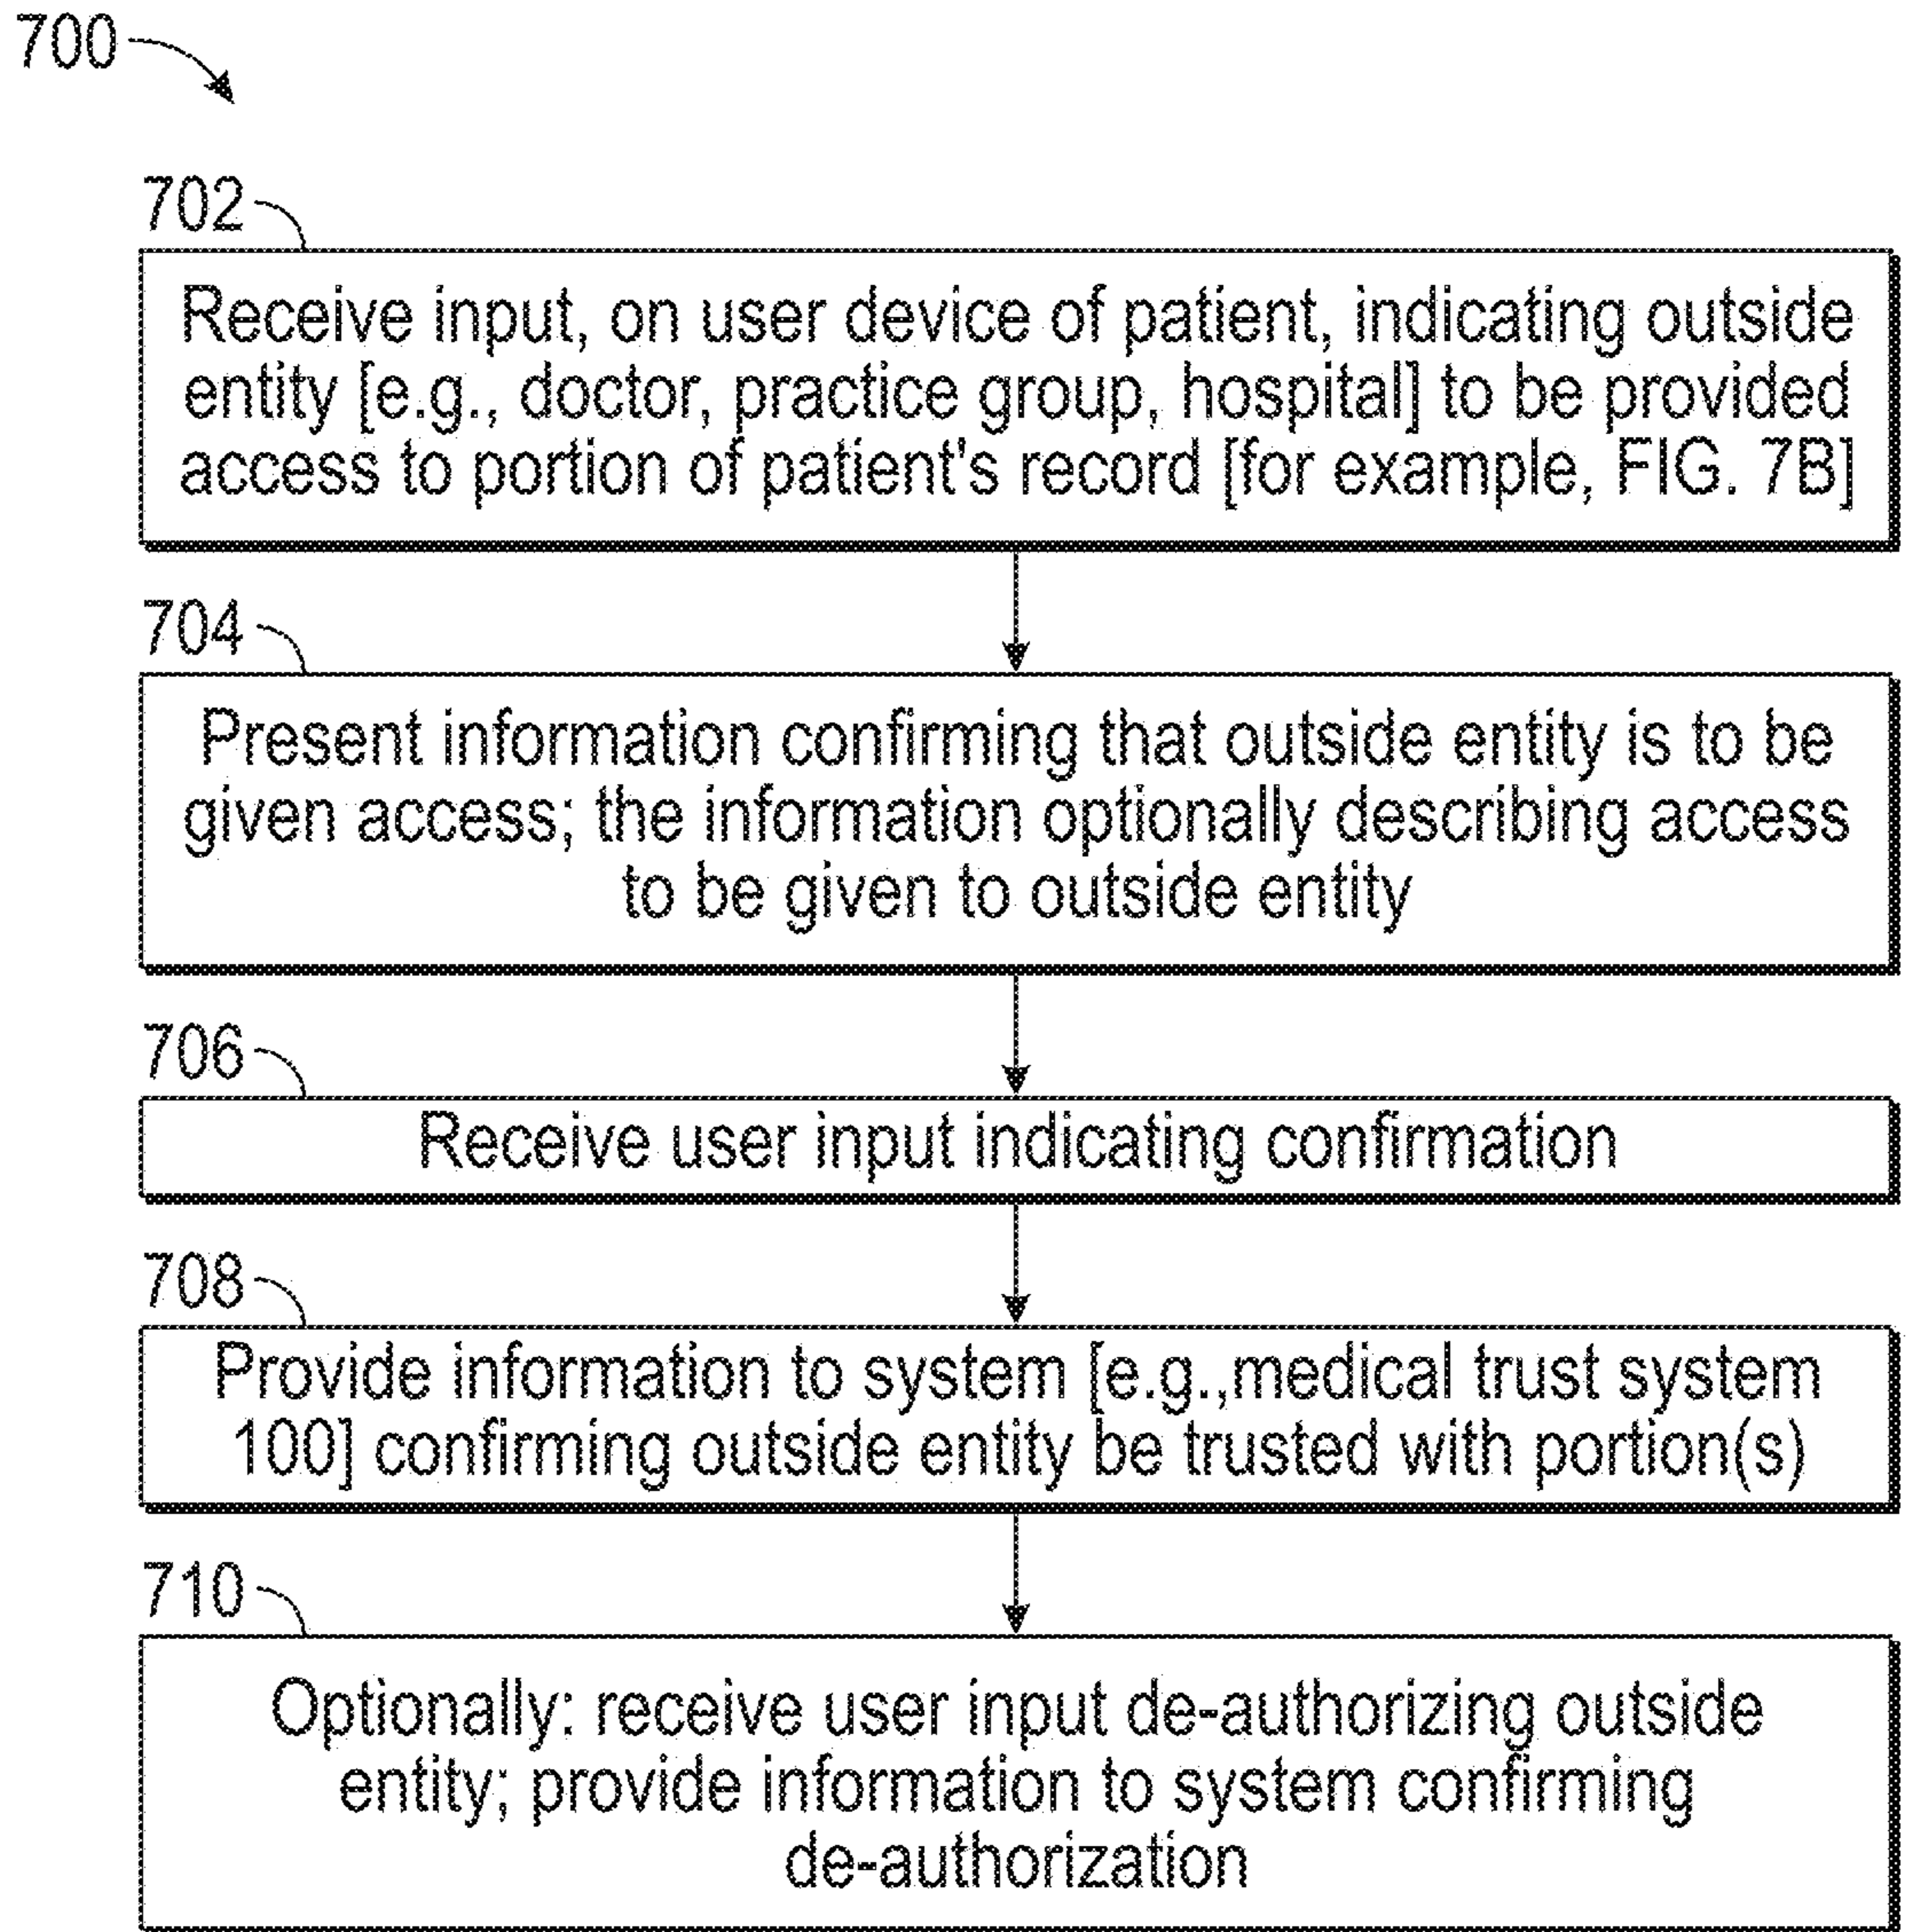 700
702
Receive input, on user device of patient, indicating outside
entity [e.g., doctor, practice group, hospital] to be provided
access to portion of patient's record [for example, FIG. 7B]
704
Present information confirming that outside entity is to be
given access; the information optionally describing access
to be given to outside entity
706
Receive user input indicating confirmation
708
Provide information to system [e.g.,medical trust system
100] confirming outside entity be trusted with portion(s)
710
Optionally: receive user input de-authorizing outside
entity; provide information to system confirming
de-authorization